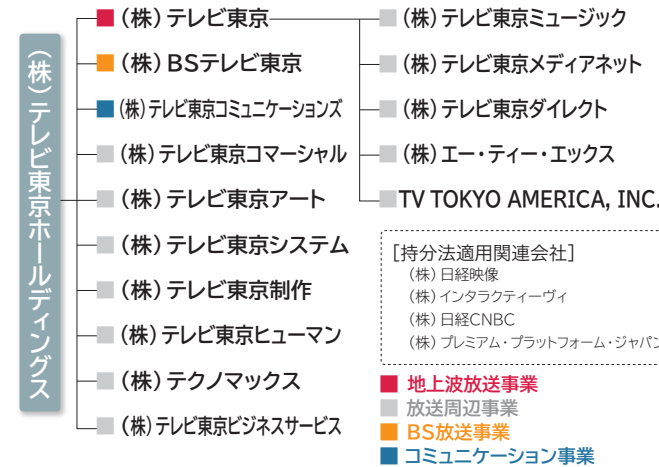 (株)テレビ東京ホールディングス
(株)テレビ東京
(株)BSテレビ東京
(株)テレビ東京コミュニケーションズ
(株)テレビ東京コマーシャル
(株)テレビ東京アート
(株)テレビ東京システム
(株)テレビ東京制作
(株)テレビ東京ヒューマン
(株)テクノマックス
(株)テレビ東京ビジネスサービス
(株)テレビ東京ミュージック
(株)テレビ東京メディアネット
(株)テレビ東京ダイレクト
(株)エー・ティー・エックス
TV TOKYO AMERICA, INC.
[持分法適用関連会社]
(株)日経映像
(株)インタラクティーヴィ
(株)日経CNBC
(株)プレミアム・プラットフォーム・ジャパン
地上波放送事業
放送周辺事業
BS放送事業
コミュニケーション事業